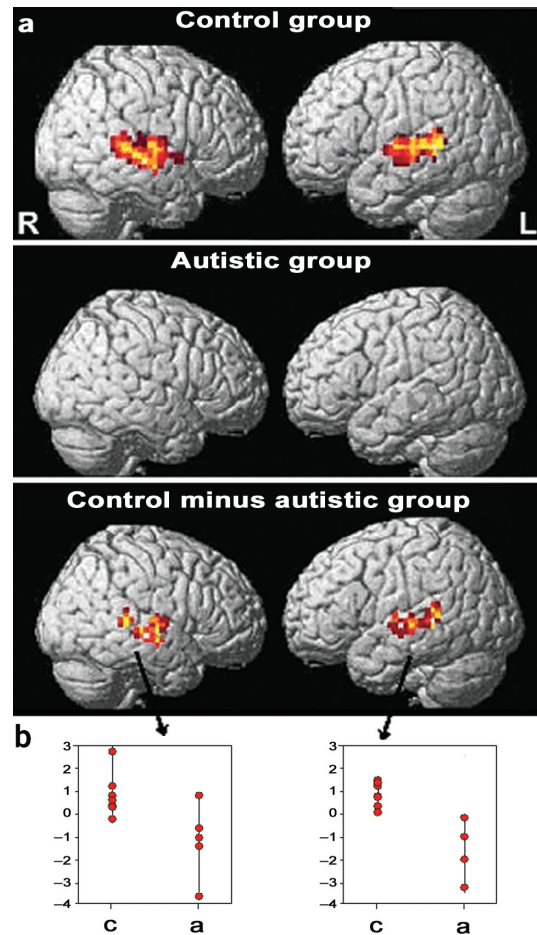 a
Control group
R
L
Autistic group
Control minus autistic group
b
3
2
1
0
–1
–2
–3
–4
c
a
3
2
1
0
–1
–2
–3
–4
c
a